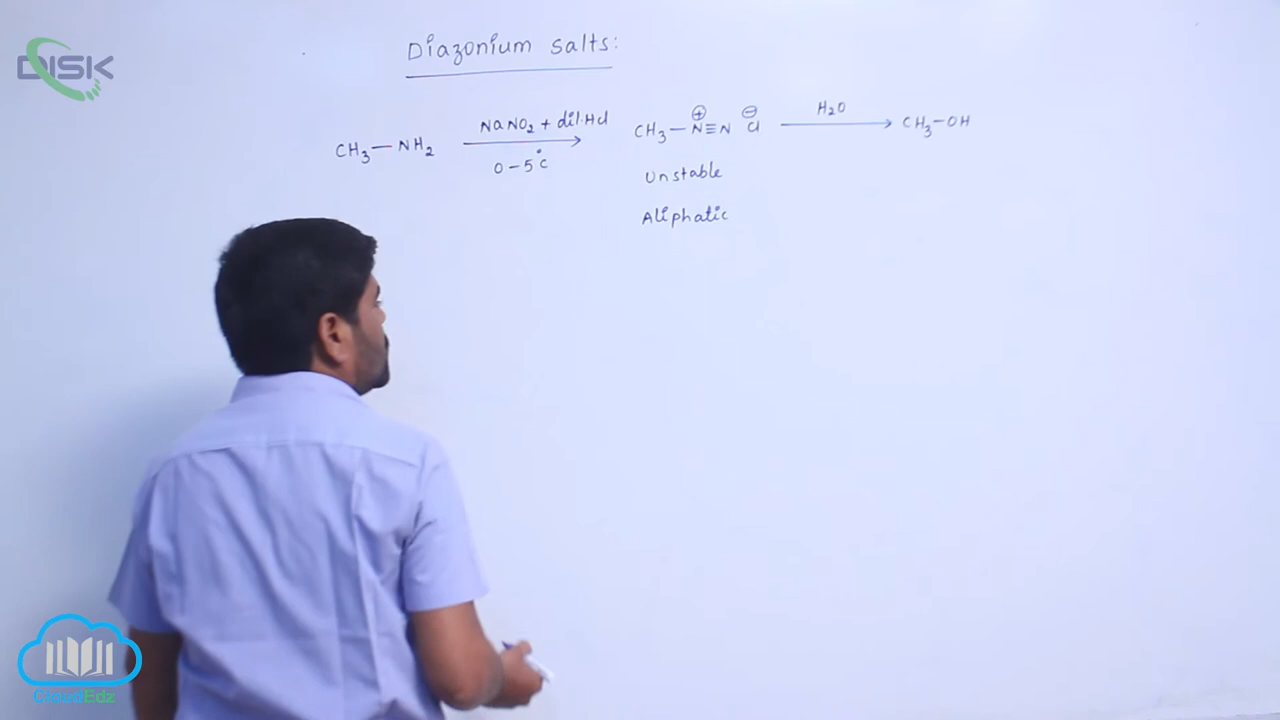 DISK
Diazonium salts:
CH3—NH2 NaNO2 + dil.Hcl 0-5°C CH3—N≡N ⊕ Cl ⊖ H2O CH3-OH
Unstable
Aliphatic
CloudEdz